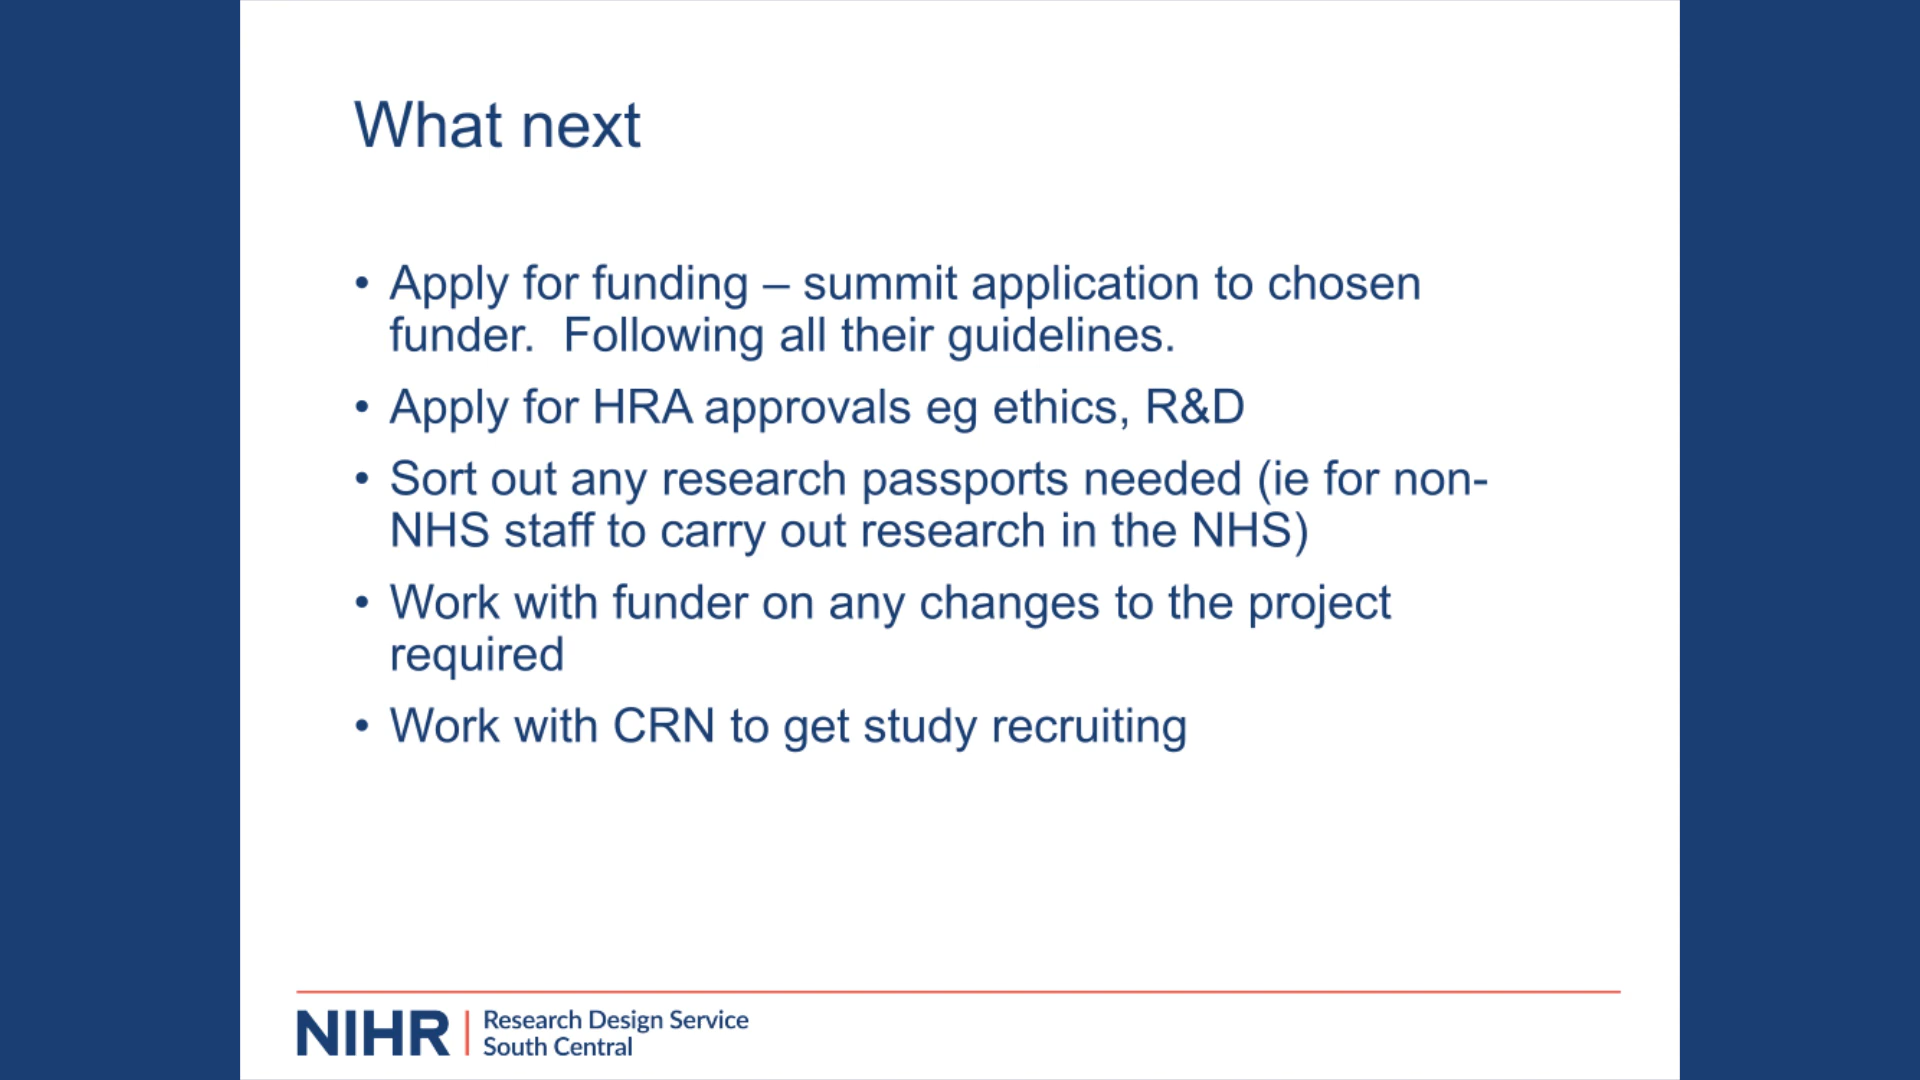 What next
• Apply for funding – summit application to chosen
funder.  Following all their guidelines.
• Apply for HRA approvals eg ethics, R&D
• Sort out any research passports needed (ie for non-
NHS staff to carry out research in the NHS)
• Work with funder on any changes to the project
required
• Work with CRN to get study recruiting
NIHR | Research Design Service
South Central